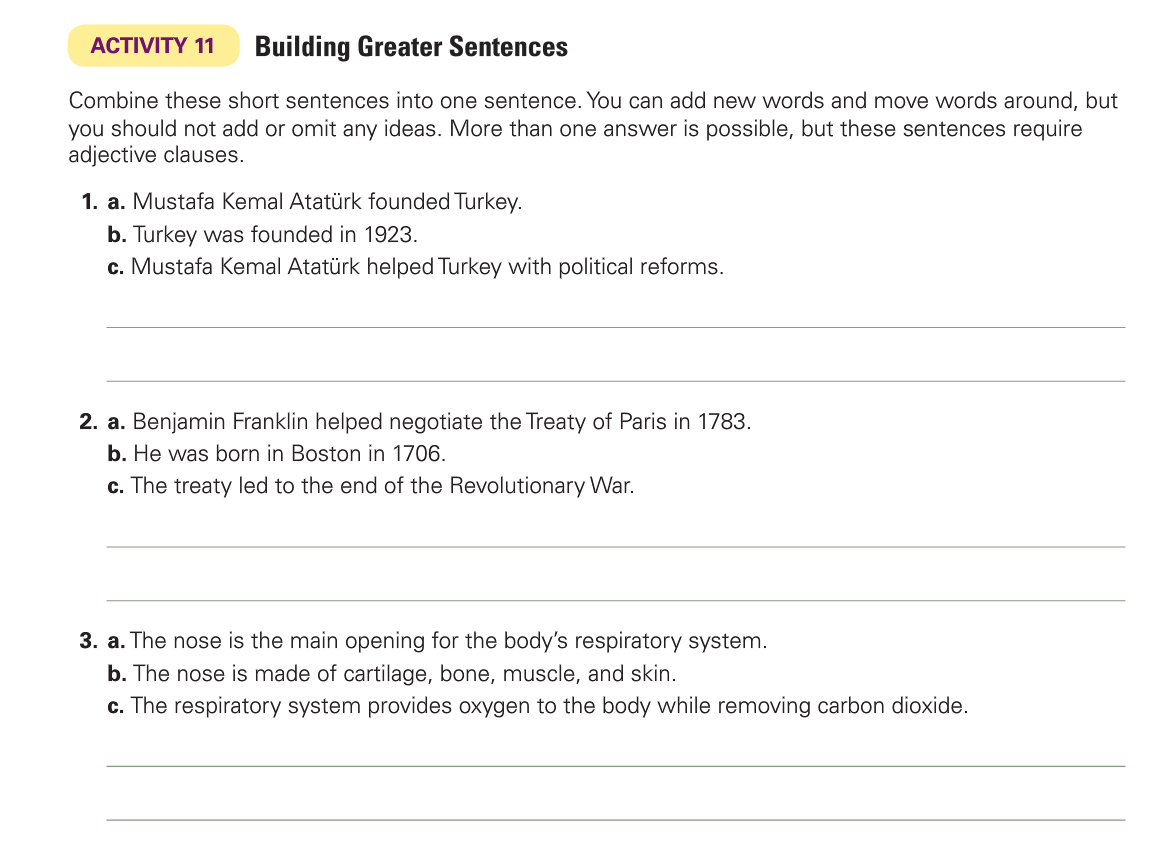 ACTIVITY 11 Building Greater Sentences
Combine these short sentences into one sentence. You can add new words and move words around, but
you should not add or omit any ideas. More than one answer is possible, but these sentences require
adjective clauses.
1. a. Mustafa Kemal Atatürk founded Turkey.
b. Turkey was founded in 1923.
c. Mustafa Kemal Atatürk helped Turkey with political reforms.
2. a. Benjamin Franklin helped negotiate the Treaty of Paris in 1783.
b. He was born in Boston in 1706.
c. The treaty led to the end of the Revolutionary War.
3. a. The nose is the main opening for the body’s respiratory system.
b. The nose is made of cartilage, bone, muscle, and skin.
c. The respiratory system provides oxygen to the body while removing carbon dioxide.